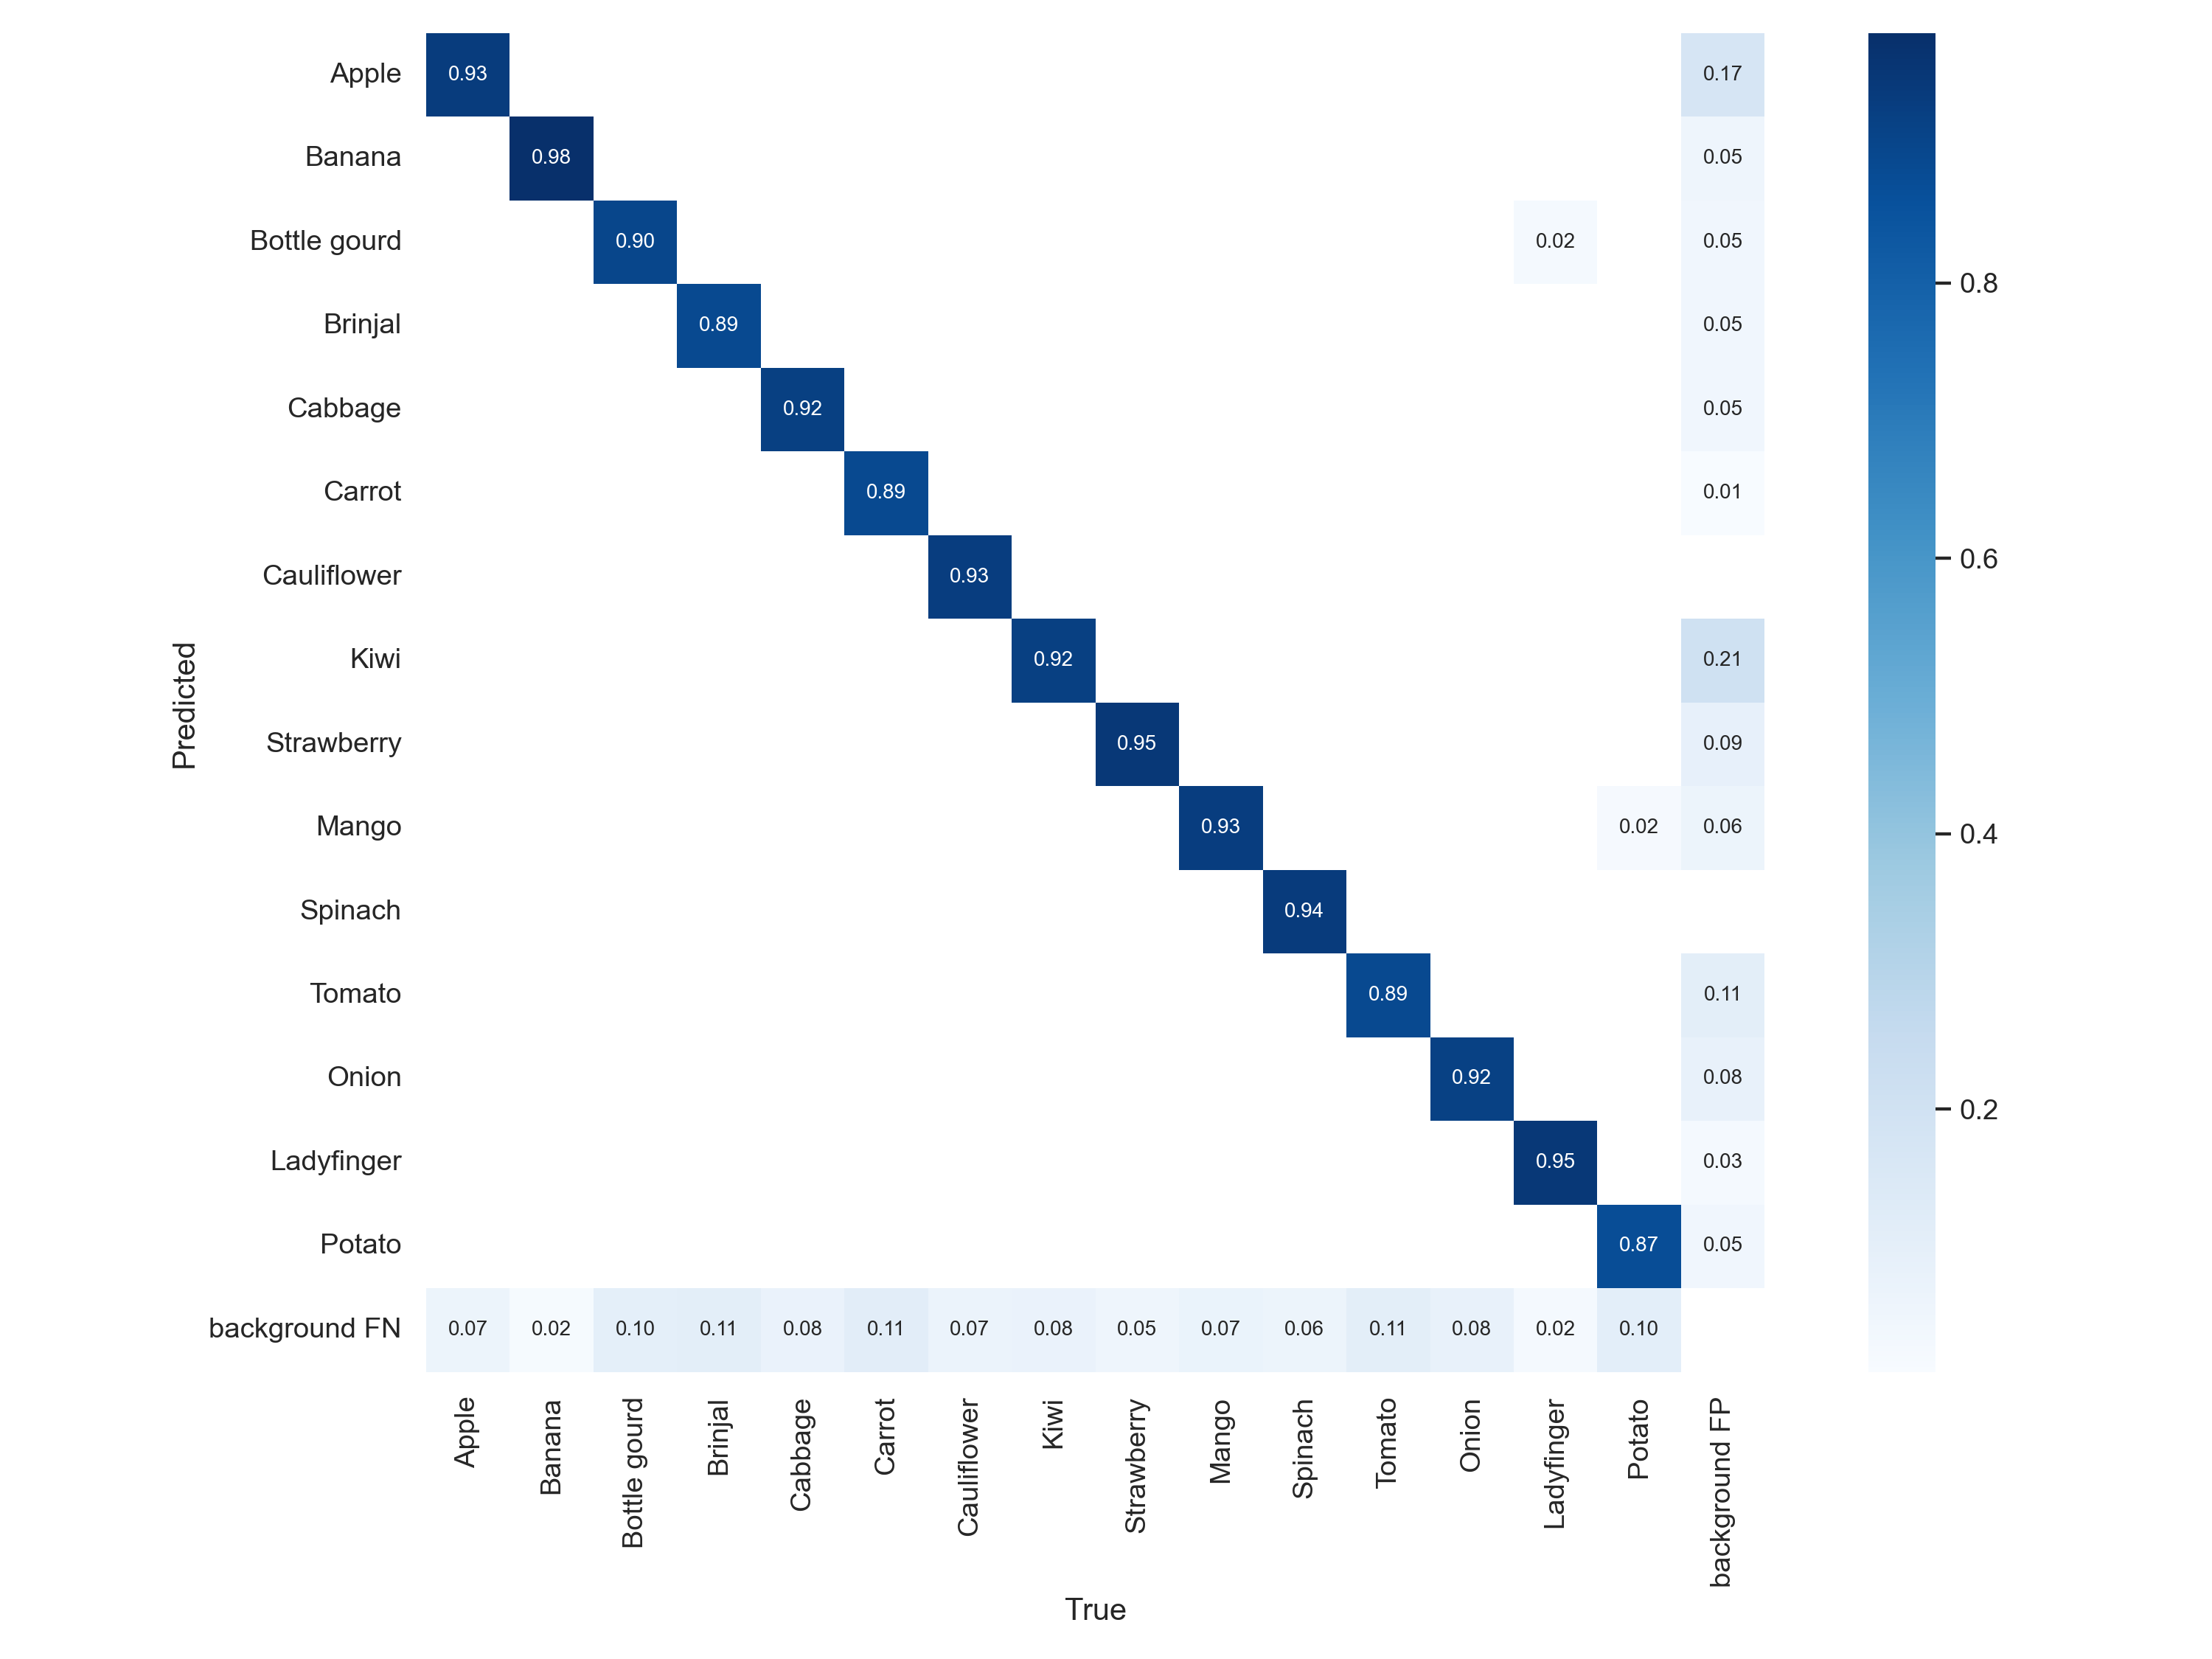 Apple 0.93 0.17
Banana 0.98 0.05
Bottle gourd 0.90 0.02 0.05
Brinjal 0.89 0.05
Cabbage 0.92 0.05
Carrot 0.89 0.01
Cauliflower 0.93
Kiwi 0.92 0.21
Strawberry 0.95 0.09
Mango 0.93 0.02 0.06
Spinach 0.94
Tomato 0.89 0.11
Onion 0.92 0.08
Ladyfinger 0.95 0.03
Potato 0.87 0.05
background FN 0.07 0.02 0.10 0.11 0.08 0.11 0.07 0.08 0.05 0.07 0.06 0.11 0.08 0.02 0.10
Predicted
Apple
Banana
Bottle gourd
Brinjal
Cabbage
Carrot
Cauliflower
Kiwi
Strawberry
Mango
Spinach
Tomato
Onion
Ladyfinger
Potato
background FP
True
0.8
0.6
0.4
0.2